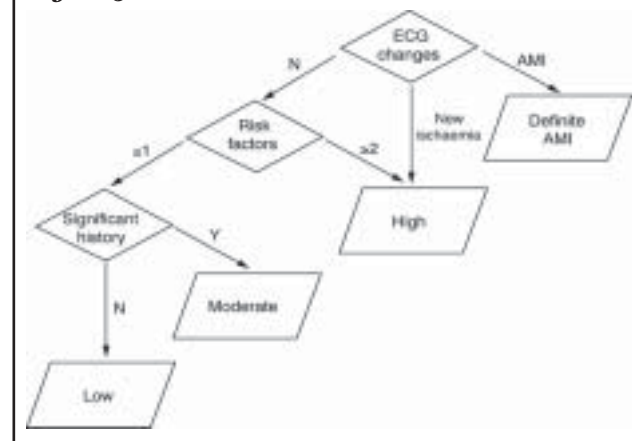 ECG
changes
N
AMI
Risk
factors
New
ischaemia
Definite
AMI
≤1
≥2
Significant
history
High
Y
Moderate
N
Low